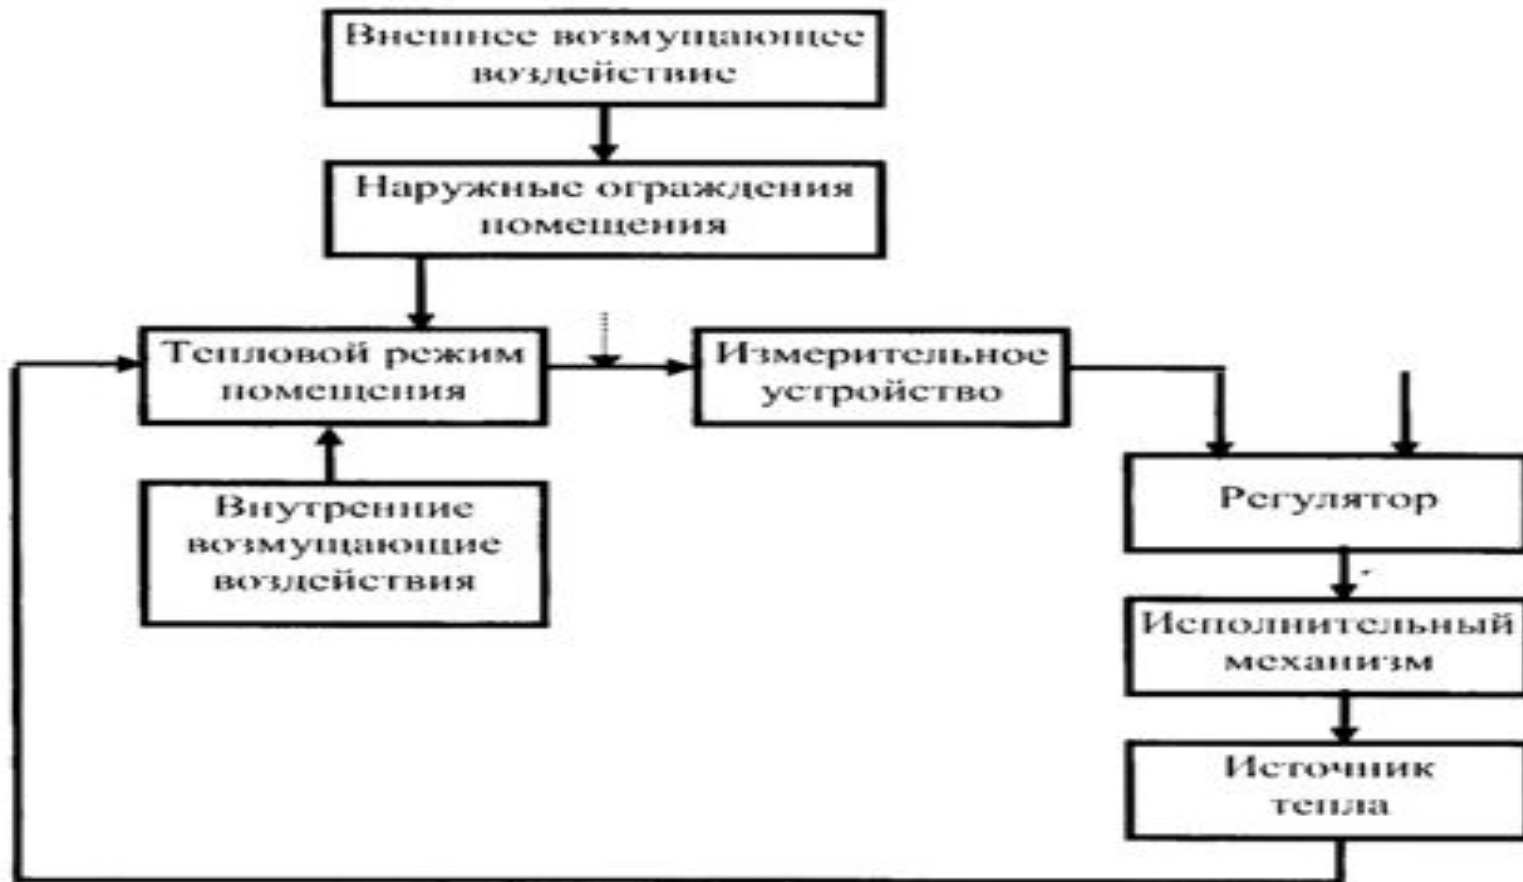 Внешнее возмущающее
воздействие
Наружные ограждения
помещения
Тепловой режим
помещения
Измерительное
устройство
Внутренние
возмущающие
воздействия
Регулятор
Исполнительный
механизм
Источник
тепла